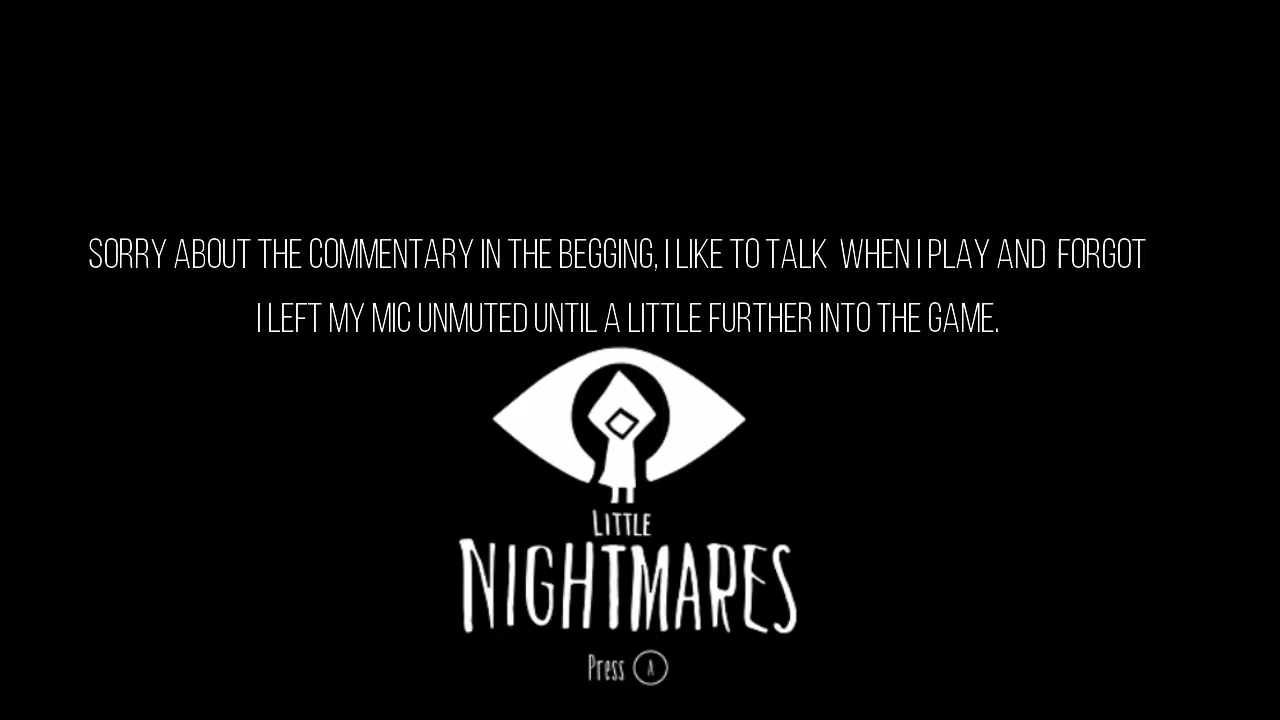 SORRY ABOUT THE COMMENTARY IN THE BEGGING, I LIKE TO TALK WHEN I PLAY AND FORGOT
I LEFT MY MIC UNMUTED UNTIL A LITTLE FURTHER INTO THE GAME.
LITTLE
NIGHTMARES
Press A